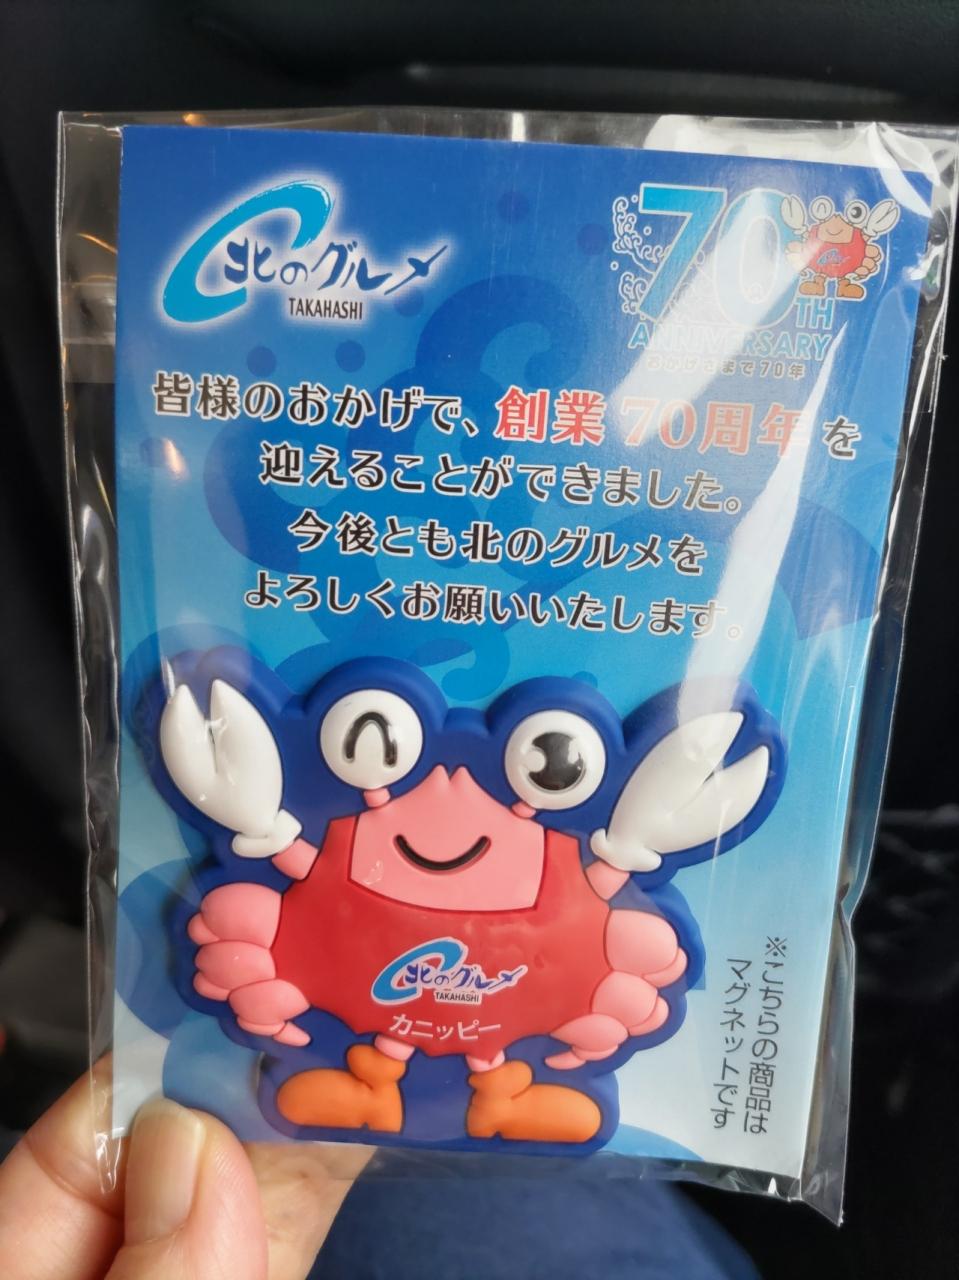 北のグルメ
TAKAHASHI
70TH
ANNIVERSARY
おかげさまで70年
皆様のおかげで、創業70周年を
迎えることができました。
今後とも北のグルメを
よろしくお願いいたします。
北のグルメ
TAKAHASHI
カニッピー
※こちらの商品は
マグネットです